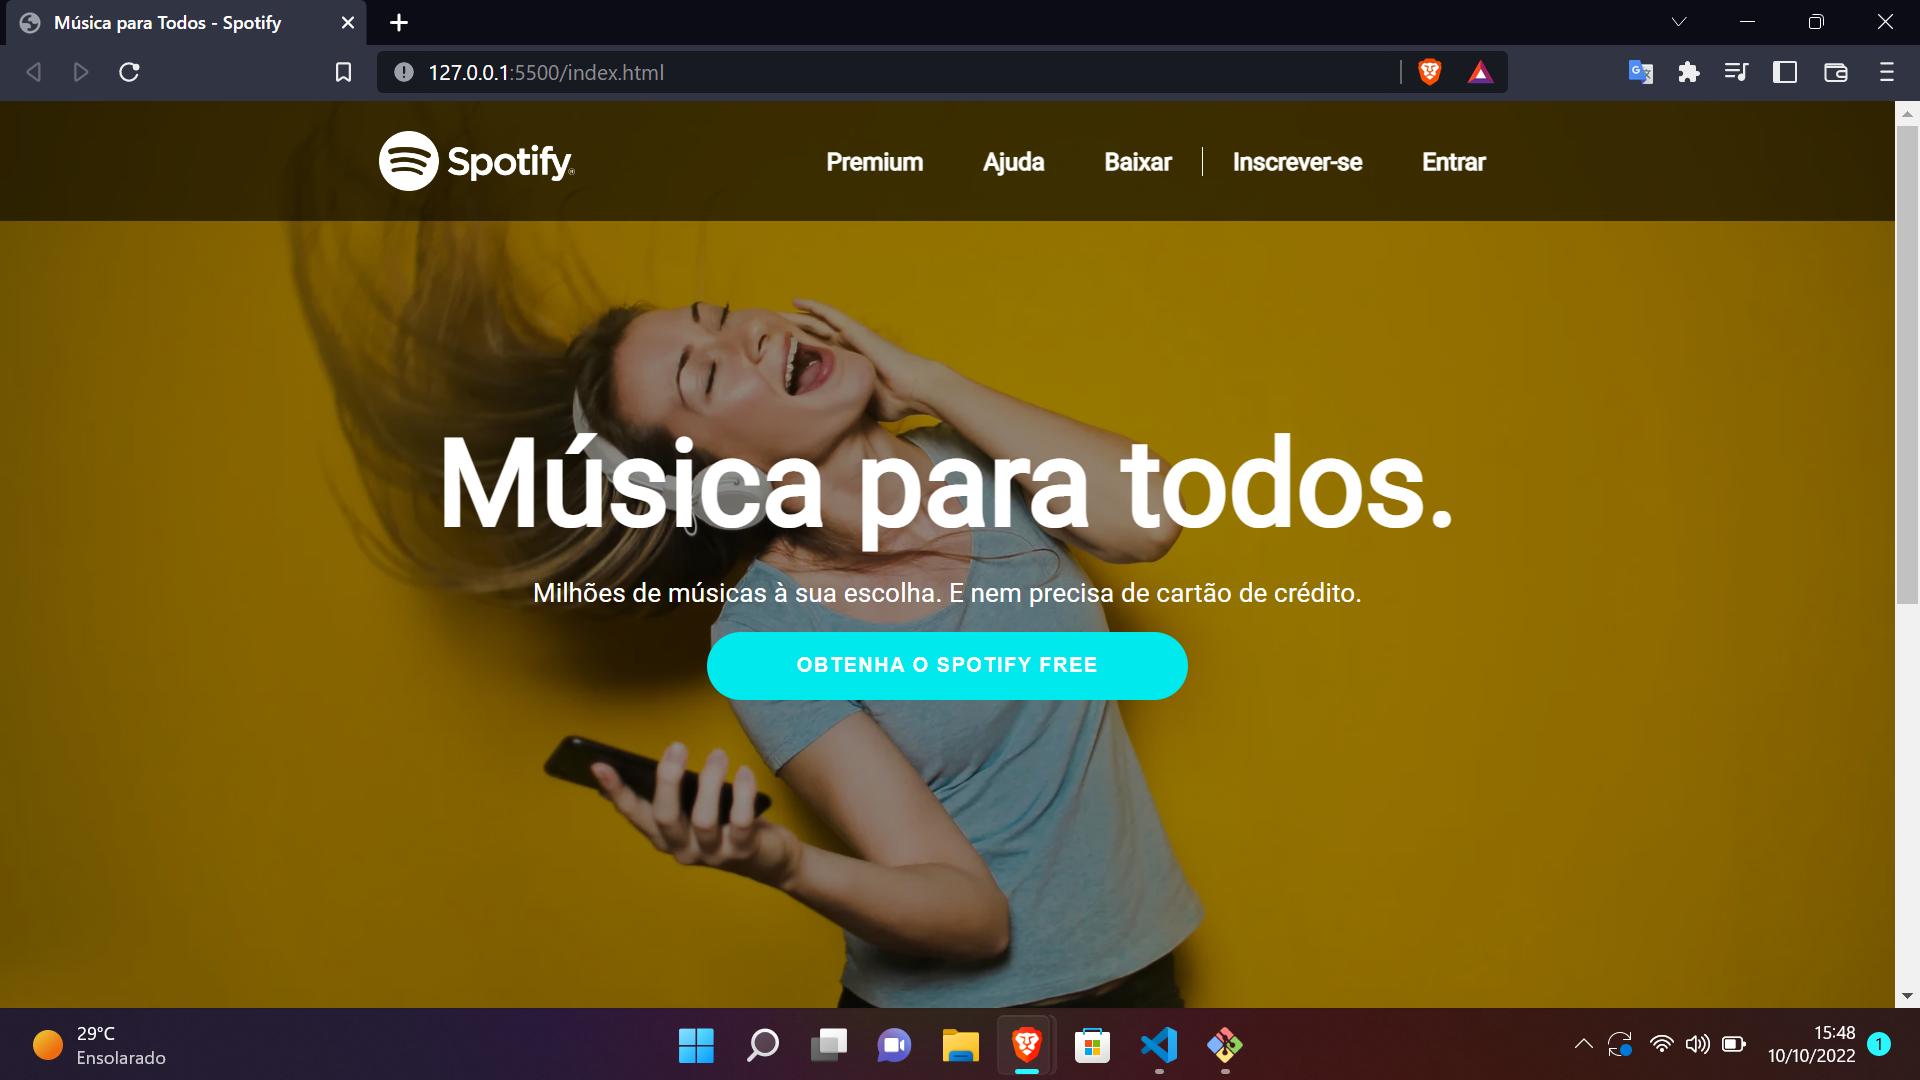 Música para Todos - Spotify
127.0.0.1:5500/index.html
Spotify®
Premium
Ajuda
Baixar
Inscrever-se
Entrar
Música para todos.
Milhões de músicas à sua escolha. E nem precisa de cartão de crédito.
OBTENHA O SPOTIFY FREE
29°C
Ensolarado
15:48
10/10/2022
1